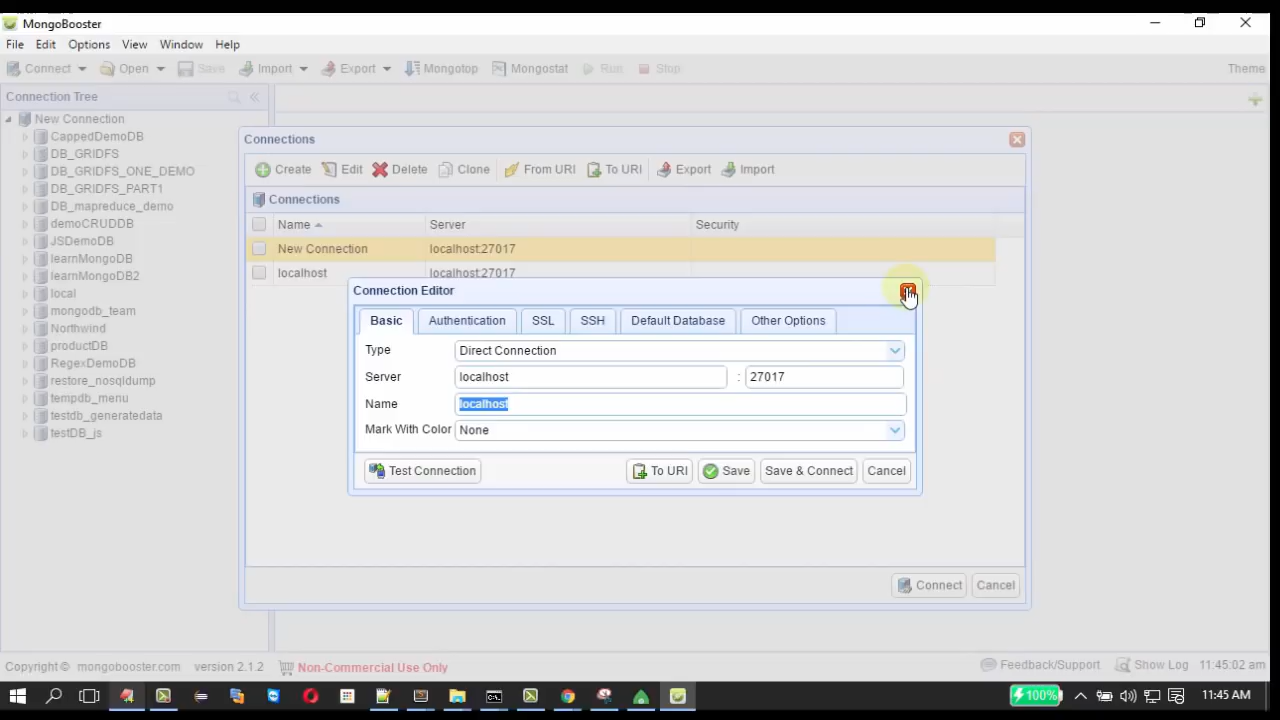 MongoBooster
File Edit Options View Window Help
Connect Open Save Import Export Mongotop Mongostat Run Stop Theme
Connection Tree
New Connection
CappedDemoDB
DB_GRIDFS
DB_GRIDFS_ONE_DEMO
DB_GRIDFS_PART1
DB_mapreduce_demo
demoCRUDDB
JSDemoDB
learnMongoDB
learnMongoDB2
local
mongodb_team
Northwind
productDB
RegexDemoDB
restore_nosqldump
tempdb_menu
testdb_generatedata
testDB_js
Connections
Create Edit Delete Clone From URI To URI Export Import
Connections
Name Server Security
New Connection localhost:27017
localhost localhost:27017
Connection Editor
Basic Authentication SSL SSH Default Database Other Options
Type Direct Connection
Server localhost : 27017
Name localhost
Mark With Color None
Test Connection To URI Save Save & Connect Cancel
Connect Cancel
Copyright© mongobooster.com version 2.1.2 Non-Commercial Use Only Feedback/Support Show Log 11:45:02 am
100% 11:45 AM